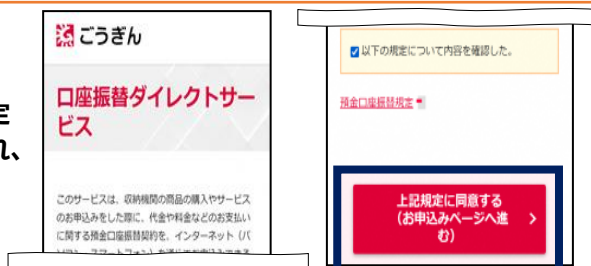 定
れ、
ごうぎん
口座振替ダイレクトサー
ビス
このサービスは、収納機関の商品の購入やサービス
のお申込みをした際に、代金や料金などのお支払い
に関する預金口座振替契約を、インターネット（パ
以下の規定について内容を確認した。
預金口座振替規定
上記規定に同意する
（お申込みページへ進
む）